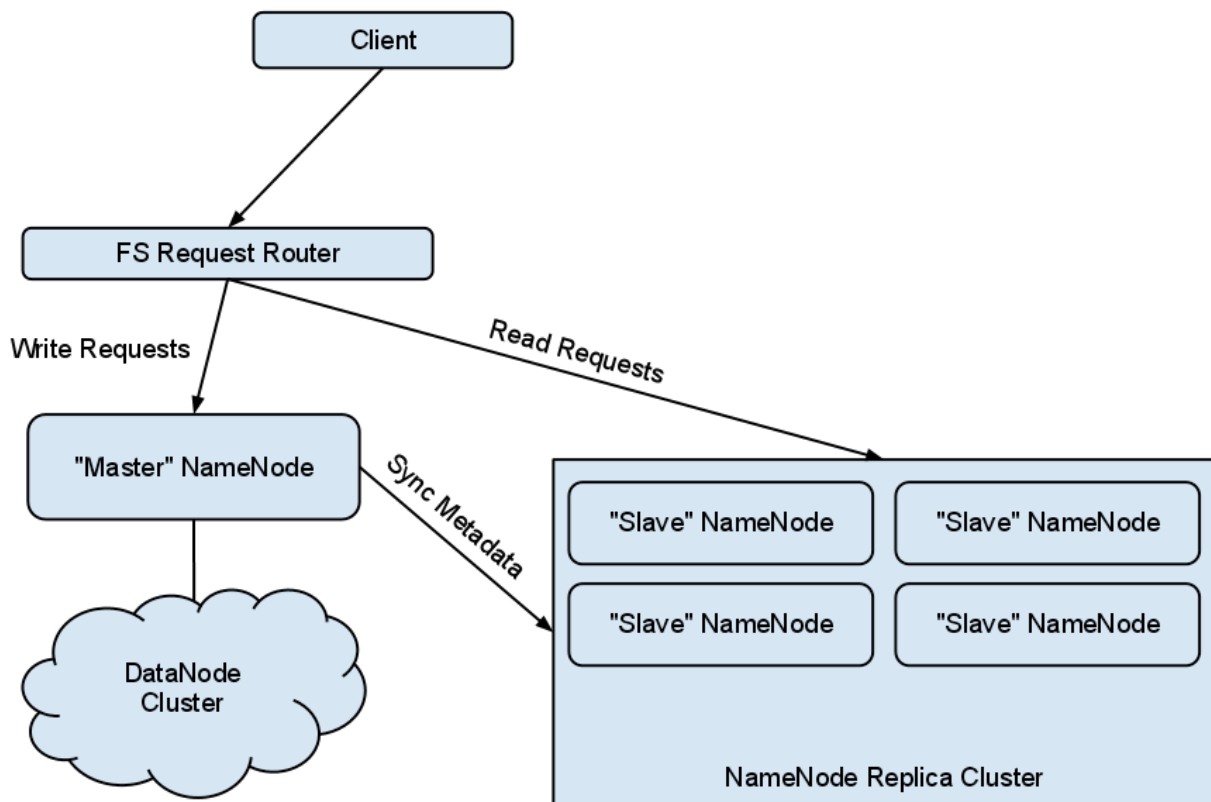 Client
FS Request Router
Write Requests
Read Requests
"Master" NameNode
Sync Metadata
"Slave" NameNode
"Slave" NameNode
"Slave" NameNode
"Slave" NameNode
DataNode
Cluster
NameNode Replica Cluster